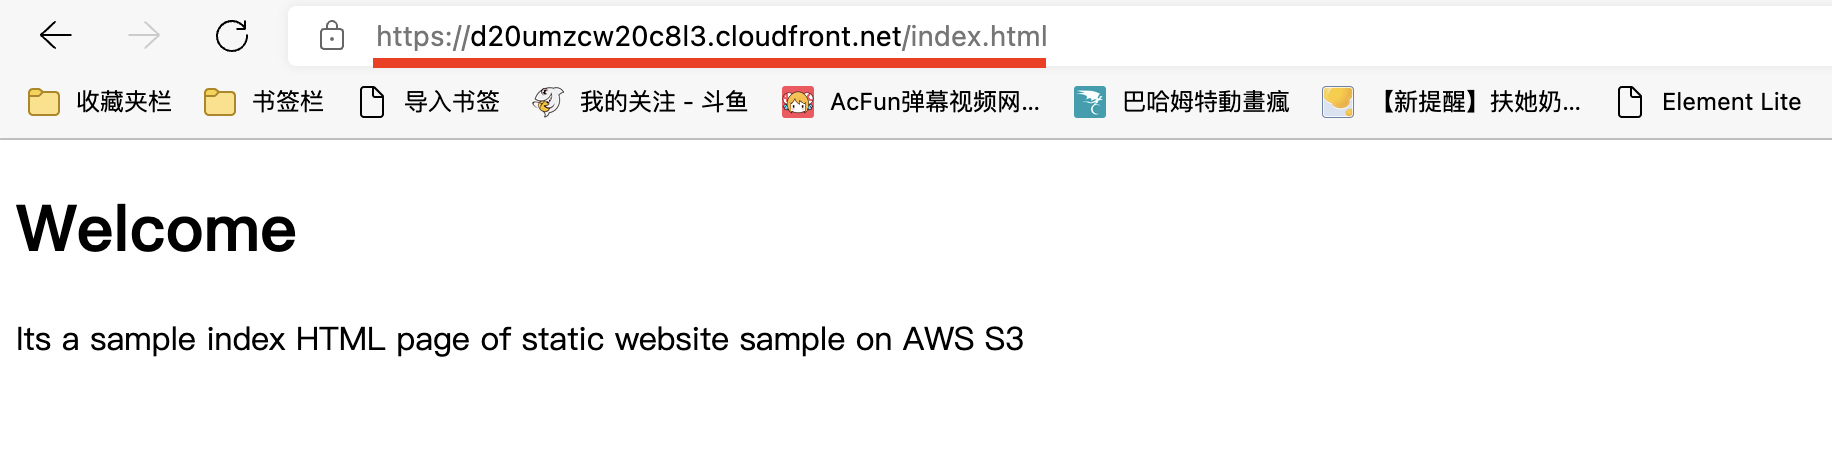 https://d20umzcw20c8l3.cloudfront.net/index.html
收藏夹栏 书签栏 导入书签 我的关注 - 斗鱼 AcFun弹幕视频网... 巴哈姆特動畫瘋 【新提醒】扶她奶... Element Lite
Welcome
Its a sample index HTML page of static website sample on AWS S3